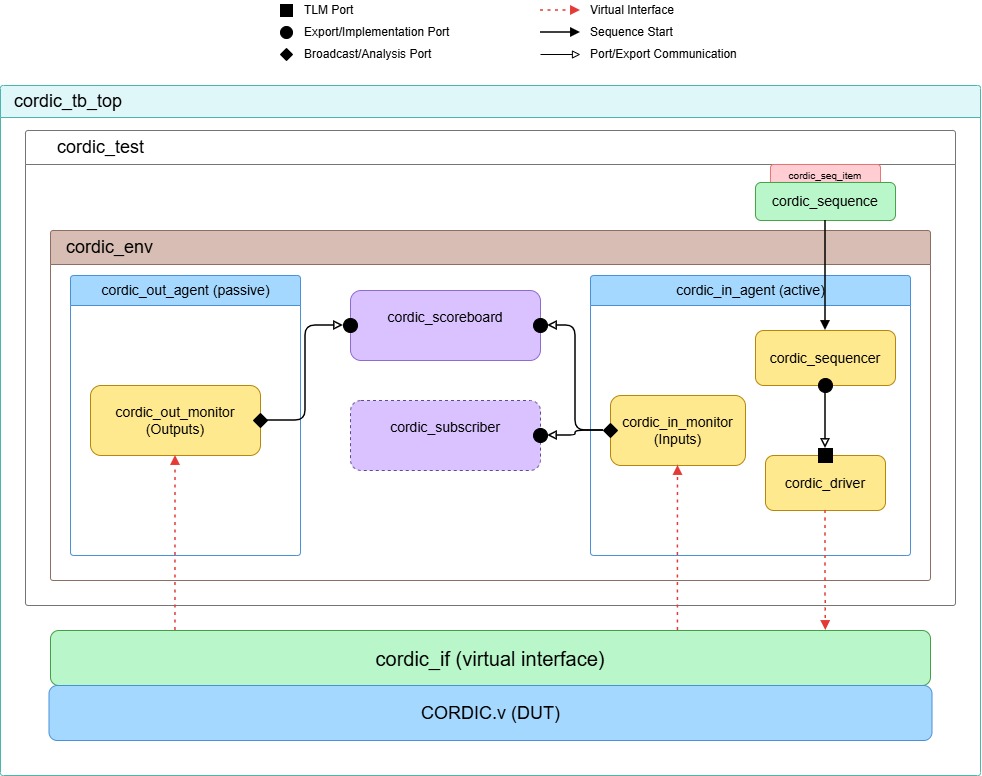 TLM Port
Export/Implementation Port
Broadcast/Analysis Port
Virtual Interface
Sequence Start
Port/Export Communication
cordic_tb_top
cordic_test
cordic_seq_item
cordic_sequence
cordic_env
cordic_out_agent (passive)
cordic_scoreboard
cordic_in_agent (active)
cordic_sequencer
cordic_out_monitor
(Outputs)
cordic_subscriber
cordic_in_monitor
(Inputs)
cordic_driver
cordic_if (virtual interface)
CORDIC.v (DUT)